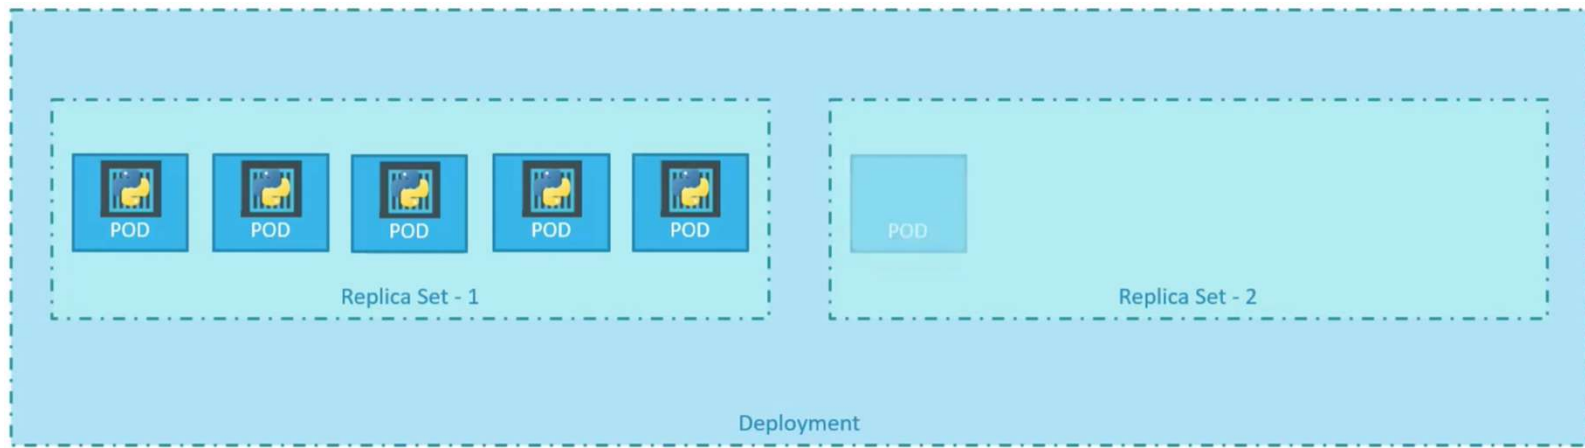 POD
POD
POD
POD
POD
POD
Replica Set - 1
Replica Set - 2
Deployment